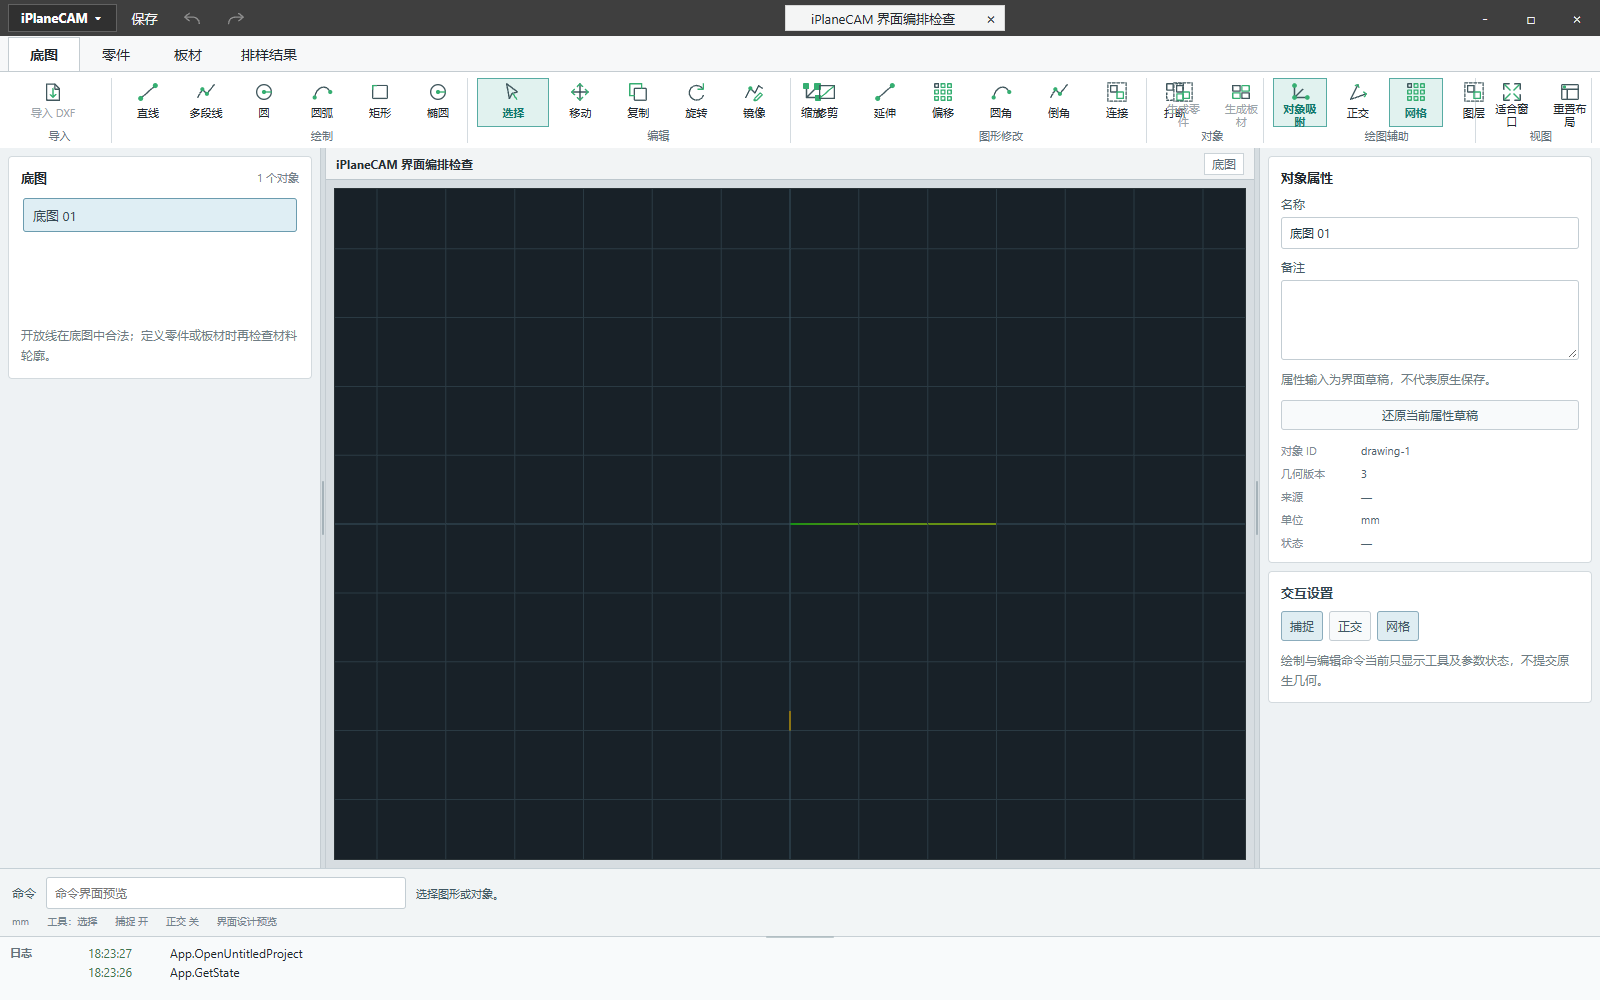 iPlaneCAM
保存
iPlaneCAM 界面编排检查
底图
零件
板材
排样结果
导入 DXF
导入
直线
多段线
圆
圆弧
矩形
椭圆
绘制
选择
移动
复制
旋转
镜像
缩放
编辑
修剪
延伸
偏移
圆角
倒角
连接
打断
图形修改
生成零
件
生成板
材
对象
对象吸
附
正交
网格
图层
绘图辅助
适合窗
口
重置布
局
视图
底图
1 个对象
底图 01
开放线在底图中合法；定义零件或板材时再检查材料
轮廓。
iPlaneCAM 界面编排检查
底图
对象属性
名称
底图 01
备注
属性输入为界面草稿，不代表原生保存。
还原当前属性草稿
对象 ID
drawing-1
几何版本
3
来源
—
单位
mm
状态
—
交互设置
捕捉
正交
网格
绘制与编辑命令当前只显示工具及参数状态，不提交原
生几何。
命令
命令界面预览
选择图形或对象。
mm
工具：选择
捕捉 开
正交 关
界面设计预览
日志
18:23:27
App.OpenUntitledProject
18:23:26
App.GetState